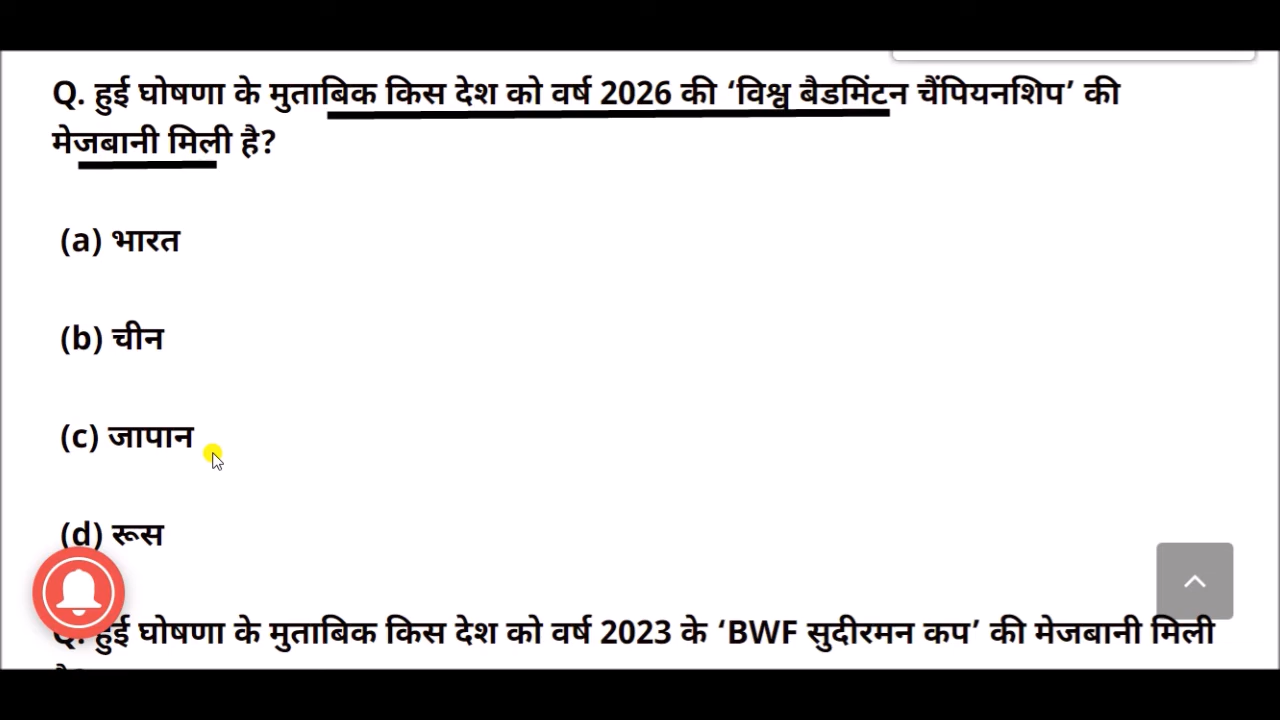 Q. हुई घोषणा के मुताबिक किस देश को वर्ष 2026 की ‘विश्व बैडमिंटन चैंपियनशिप’ की
मेजबानी मिली है?
(a) भारत
(b) चीन
(c) जापान
(d) रूस
Q. हुई घोषणा के मुताबिक किस देश को वर्ष 2023 के ‘BWF सुदीरमन कप’ की मेजबानी मिली